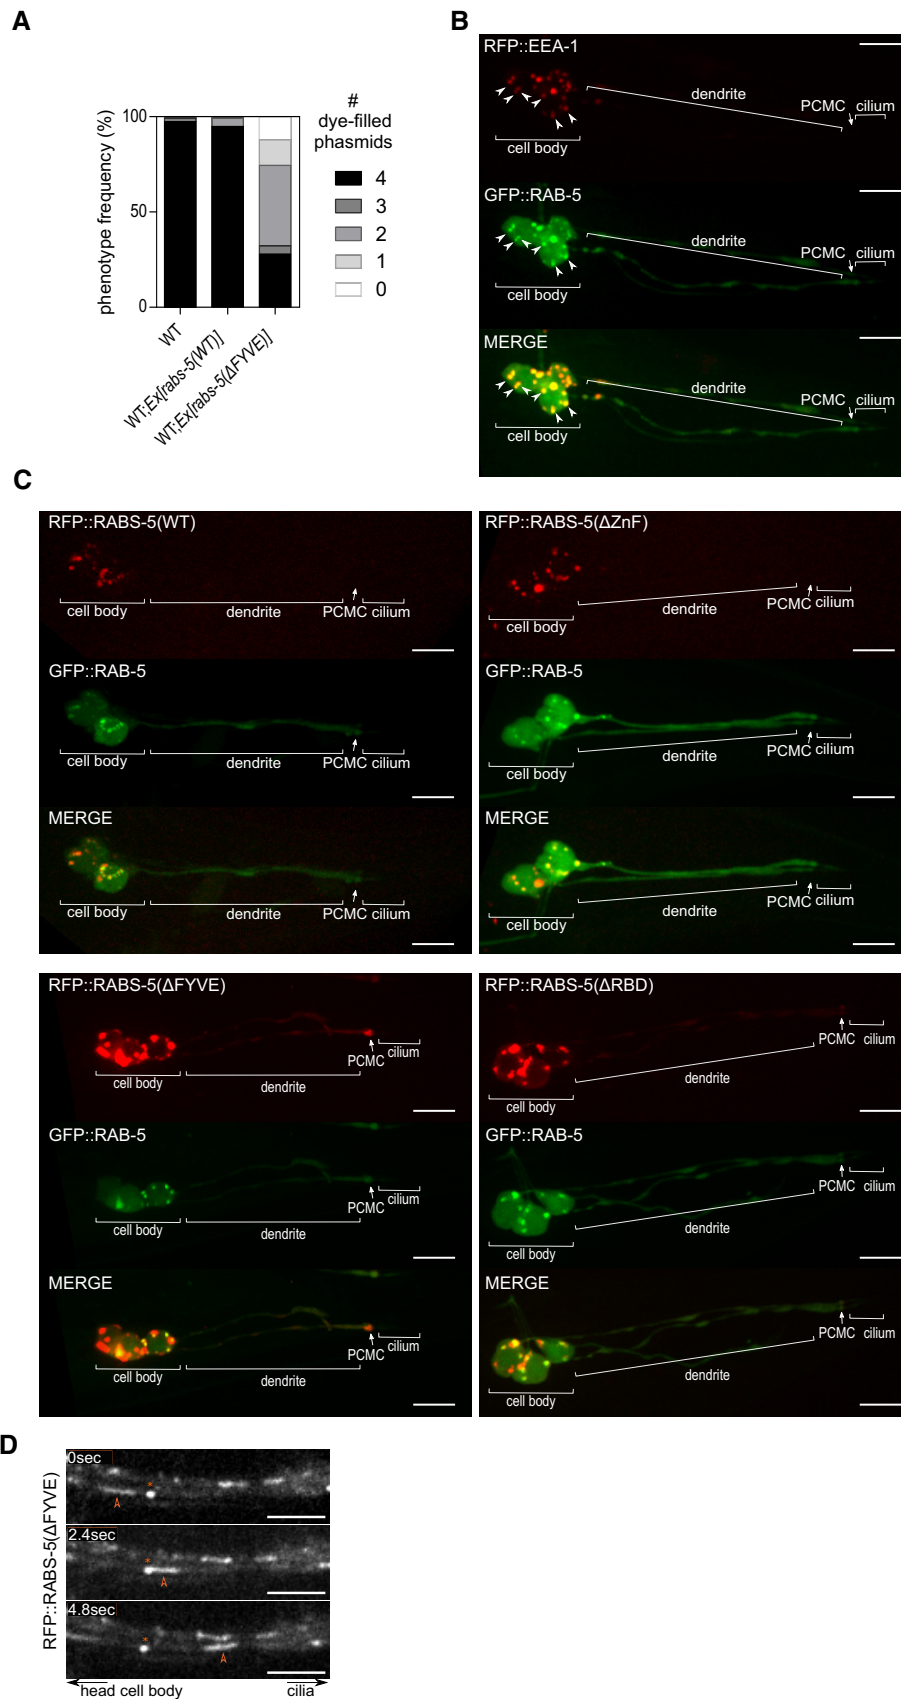 A
phenotype frequency (%)
100
50
0
WT
WT;Ex[rabs-5(WT)]
WT;Ex[rabs-5(ΔFYVE)]
#
dye-filled
phasmids
4
3
2
1
0
B
RFP::EEA-1
dendrite
PCMC cilium
cell body
GFP::RAB-5
dendrite
PCMC cilium
cell body
MERGE
dendrite
PCMC cilium
cell body
C
RFP::RABS-5(WT)
cell body
dendrite
PCMC cilium
GFP::RAB-5
cell body
dendrite
PCMC cilium
MERGE
cell body
dendrite
PCMC cilium
RFP::RABS-5(ΔZnF)
dendrite
PCMC cilium
cell body
GFP::RAB-5
dendrite
PCMC cilium
cell body
MERGE
dendrite
PCMC cilium
cell body
RFP::RABS-5(ΔFYVE)
PCMC
cilium
cell body
dendrite
GFP::RAB-5
PCMC
cilium
cell body
dendrite
MERGE
PCMC
cilium
cell body
dendrite
RFP::RABS-5(ΔRBD)
PCMC
cilium
dendrite
cell body
GFP::RAB-5
PCMC
cilium
dendrite
cell body
MERGE
PCMC
cilium
dendrite
cell body
D
RFP::RABS-5(ΔFYVE)
0sec
*
2.4sec
*
4.8sec
*
head cell body
cilia